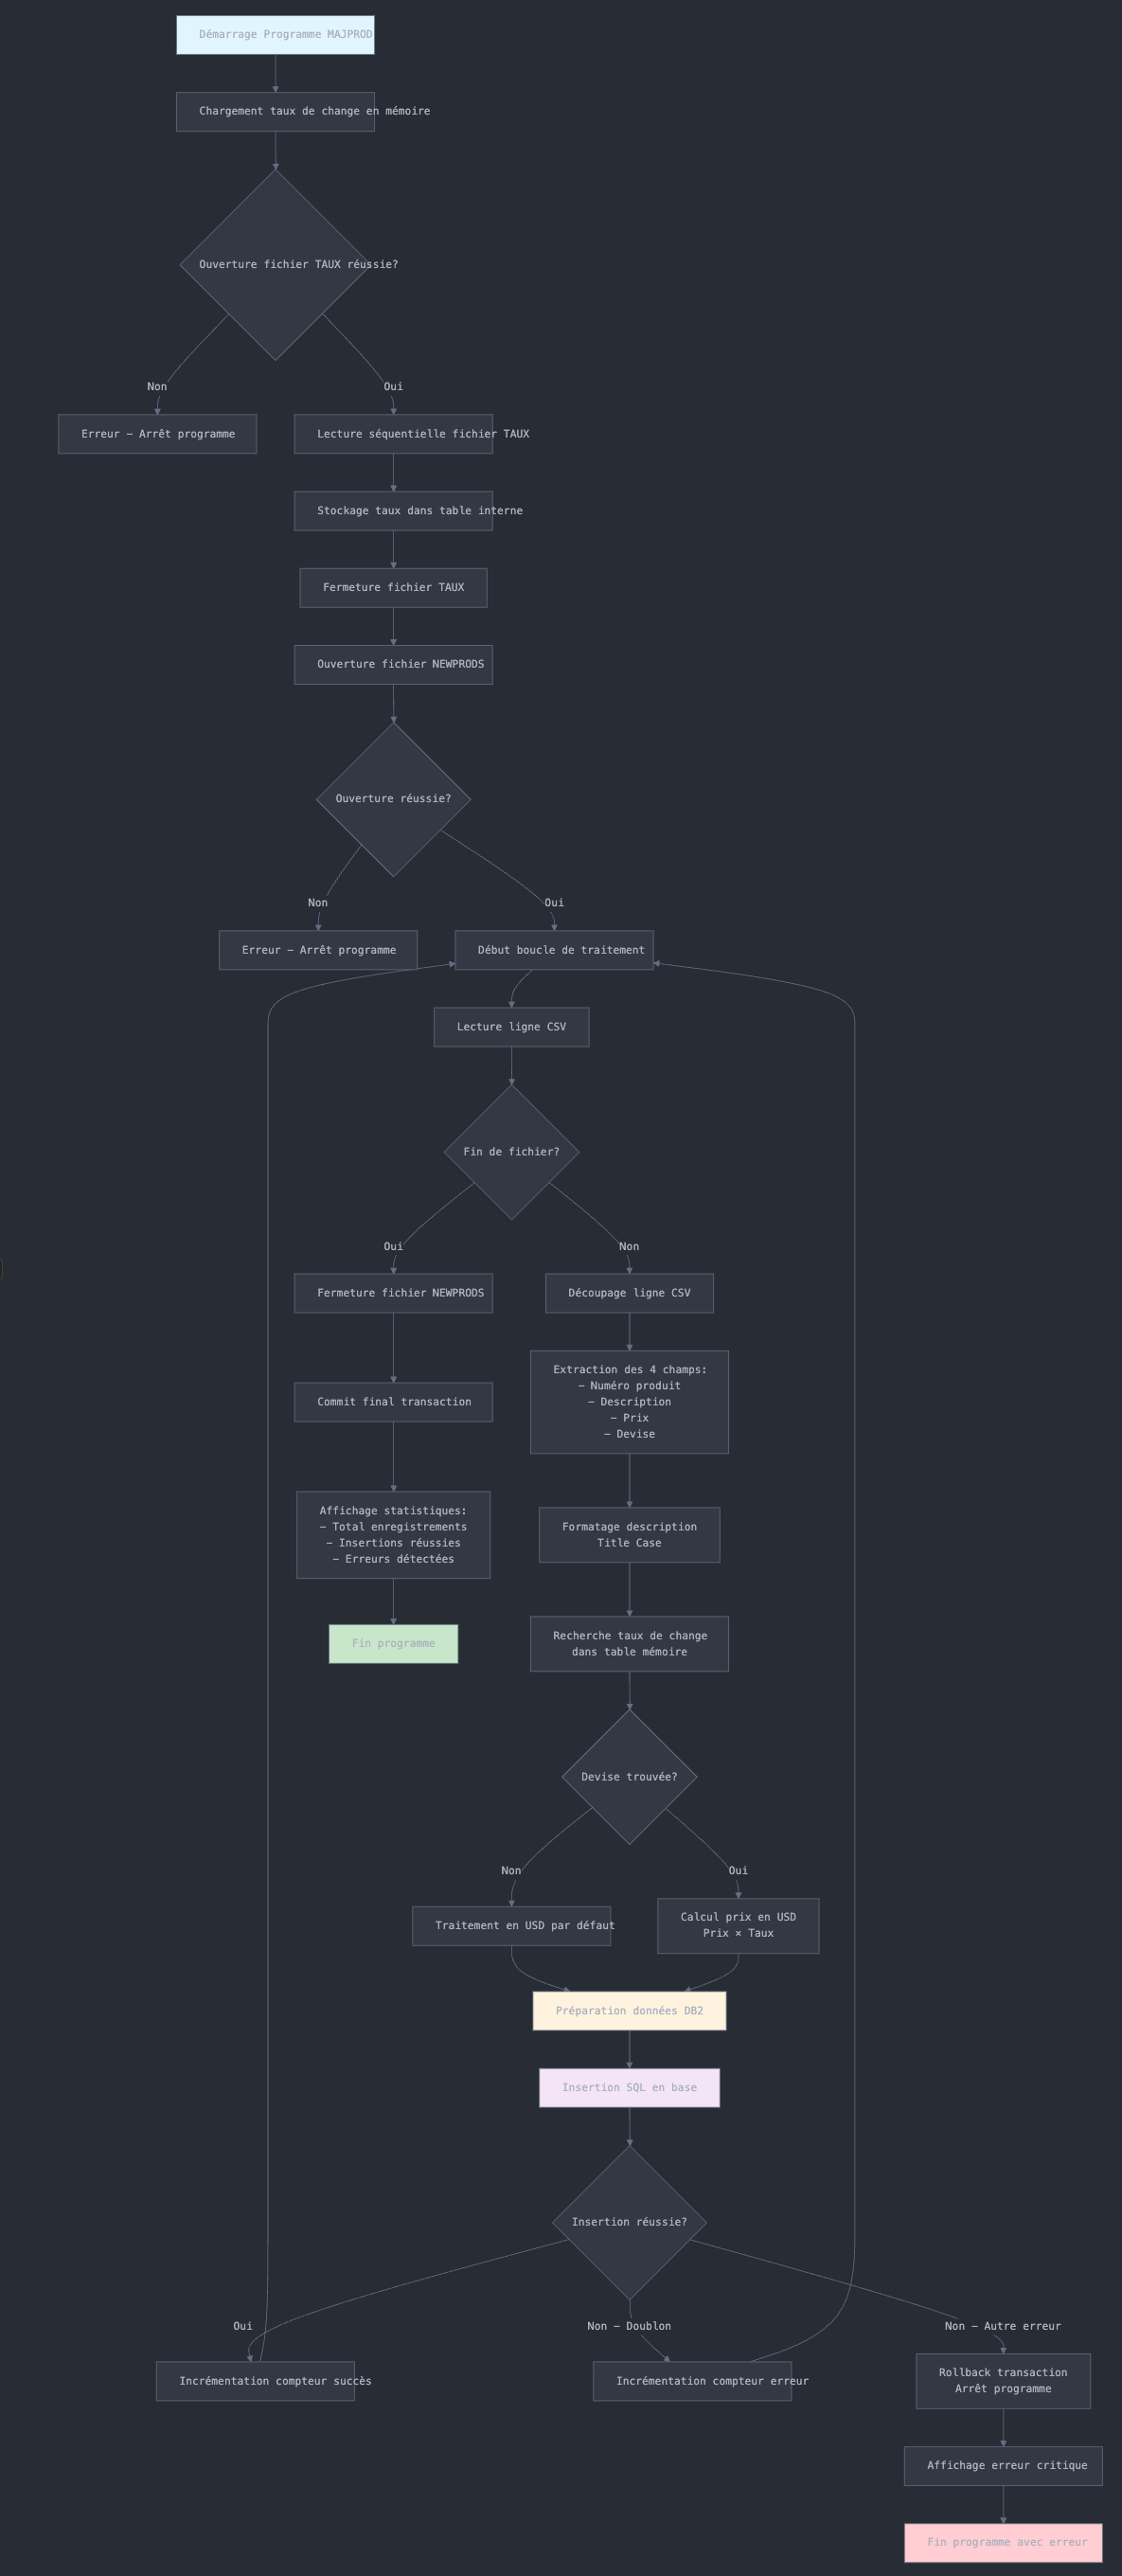 Démarrage Programme MAJPROD
Chargement taux de change en mémoire
Ouverture fichier TAUX réussie?
Non
Oui
Erreur – Arrêt programme
Lecture séquentielle fichier TAUX
Stockage taux dans table interne
Fermeture fichier TAUX
Ouverture fichier NEWPRODS
Ouverture réussie?
Non
Oui
Erreur – Arrêt programme
Début boucle de traitement
Lecture ligne CSV
Fin de fichier?
Oui
Non
Fermeture fichier NEWPRODS
Découpage ligne CSV
Extraction des 4 champs:
– Numéro produit
– Description
– Prix
– Devise
Commit final transaction
Affichage statistiques:
– Total enregistrements
– Insertions réussies
– Erreurs détectées
Formatage description
Title Case
Fin programme
Recherche taux de change
dans table mémoire
Devise trouvée?
Non
Oui
Traitement en USD par défaut
Calcul prix en USD
Prix × Taux
Préparation données DB2
Insertion SQL en base
Insertion réussie?
Oui
Non – Doublon
Non – Autre erreur
Incrémentation compteur succès
Incrémentation compteur erreur
Rollback transaction
Arrêt programme
Affichage erreur critique
Fin programme avec erreur